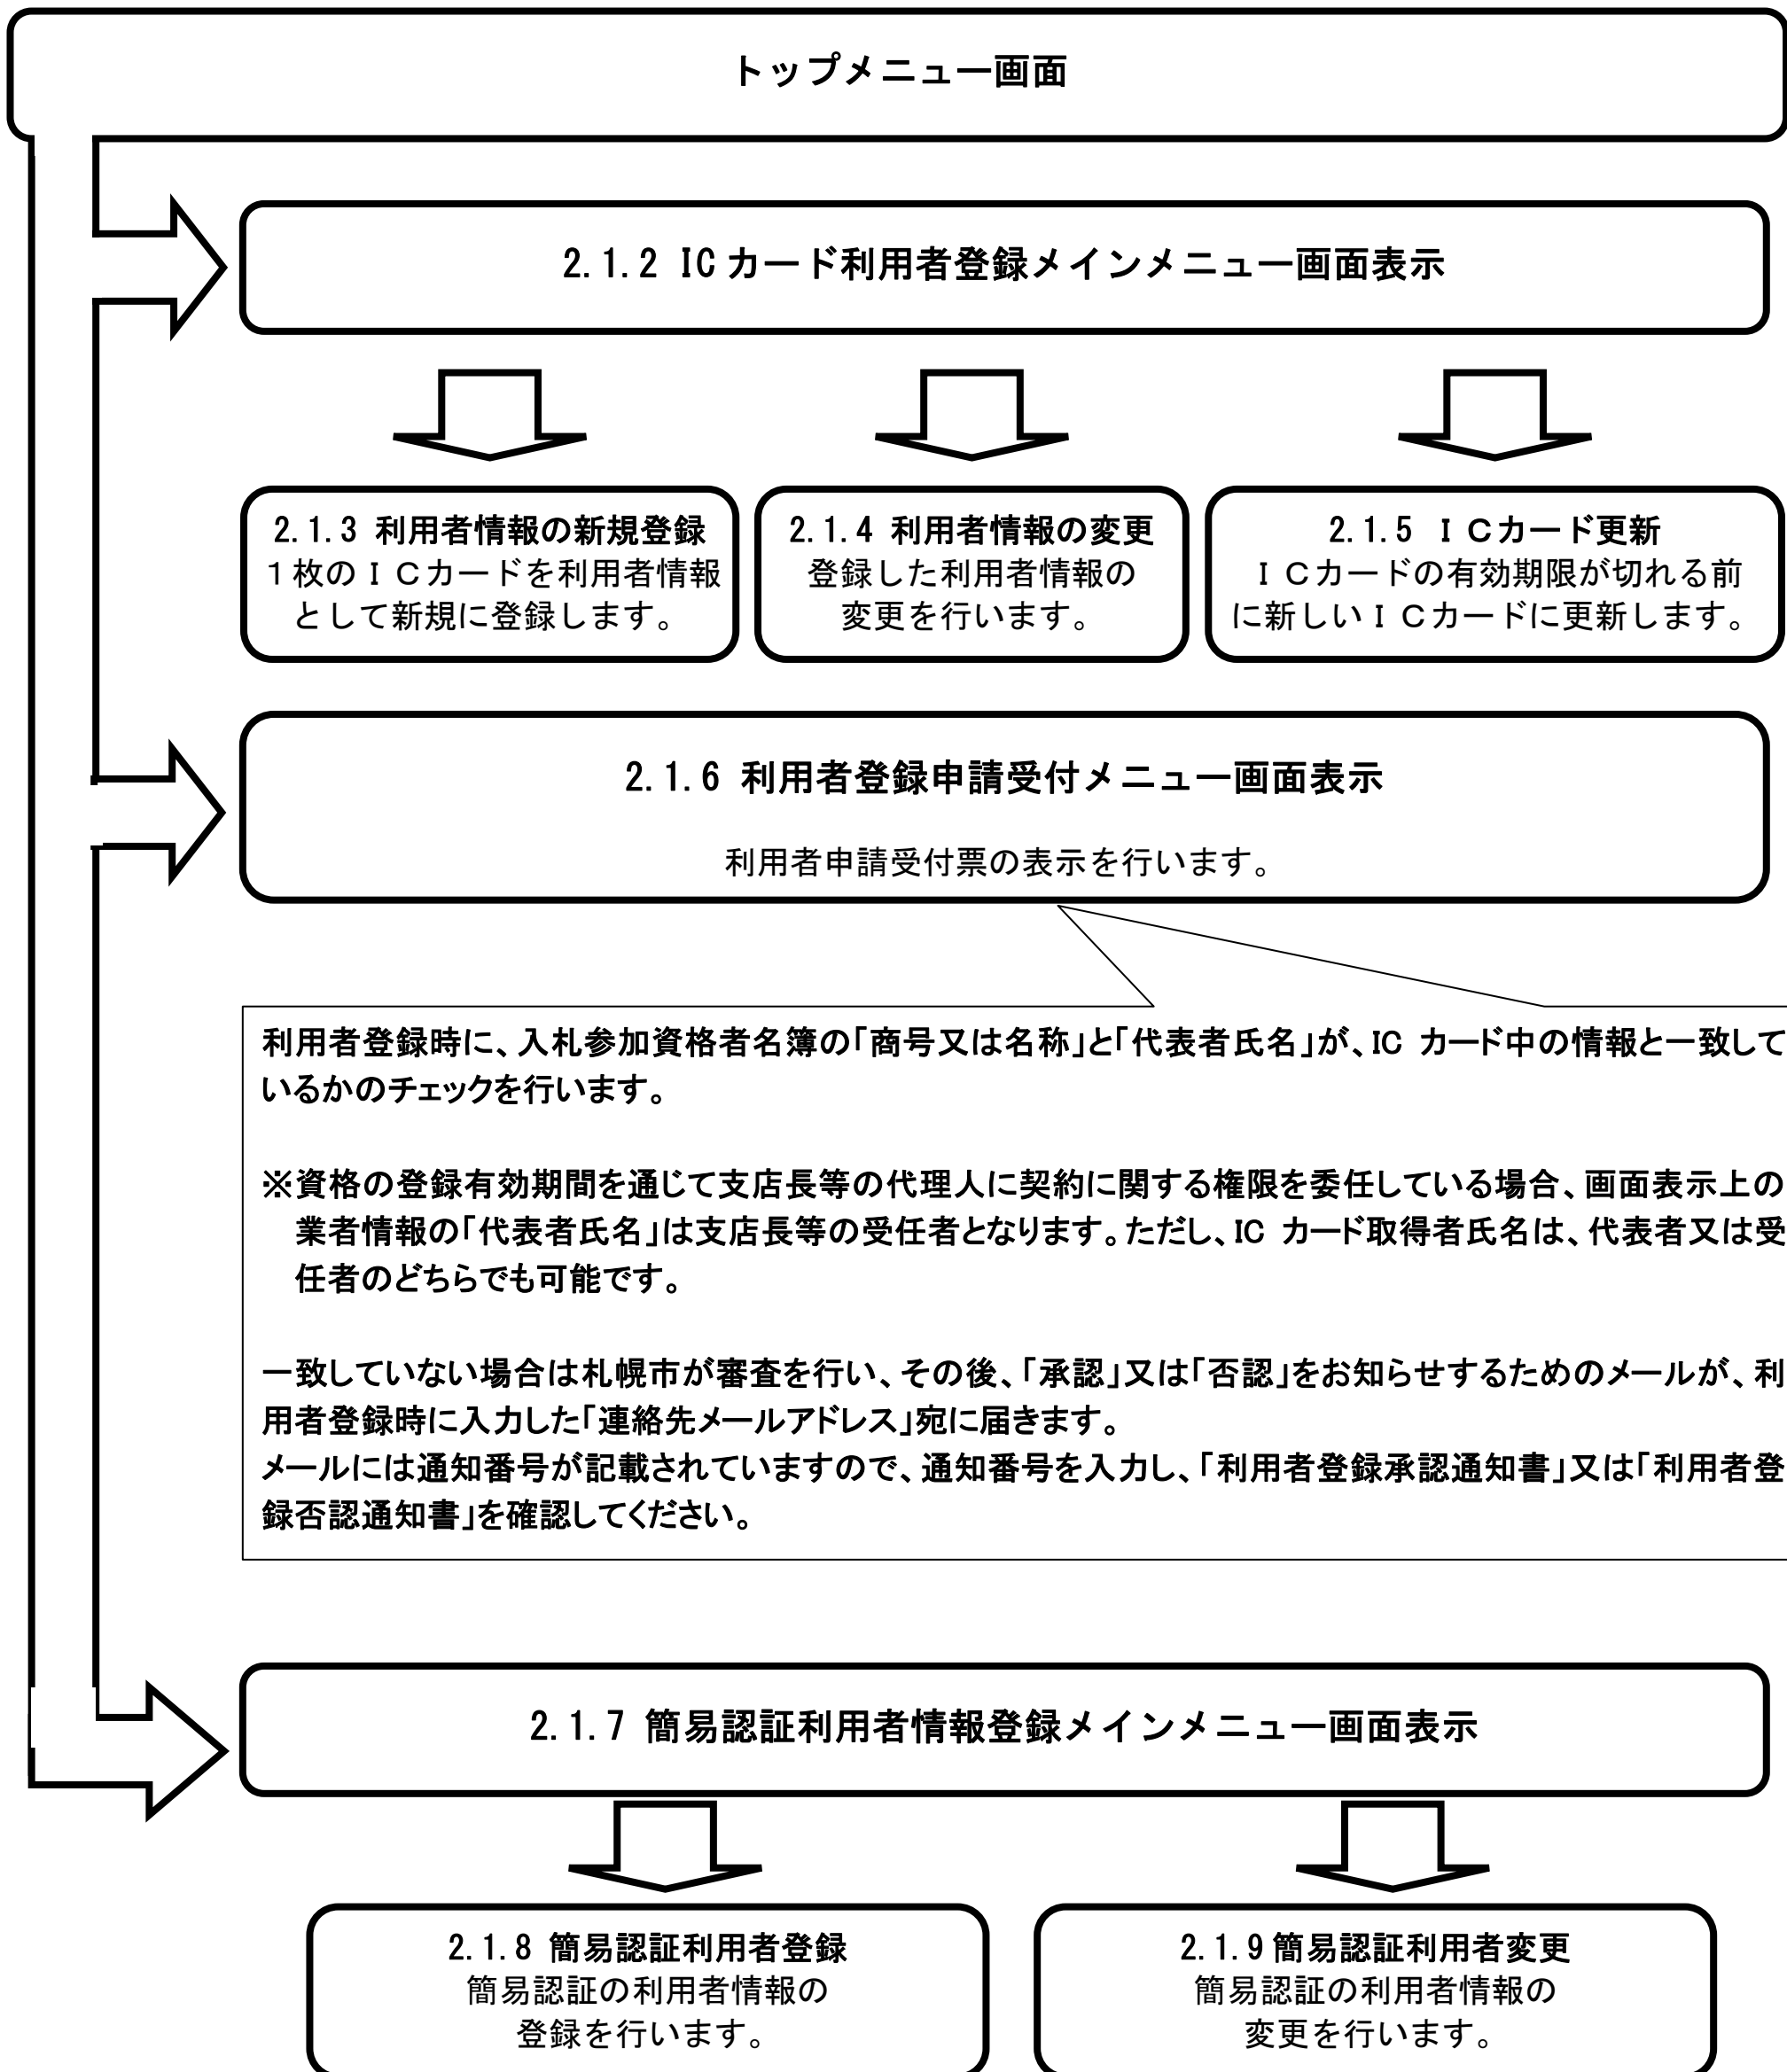 トップメニュー画面
2.1.2 ICカード利用者登録メインメニュー画面表示
2.1.3 利用者情報の新規登録
１枚のＩＣカードを利用者情報
として新規に登録します。
2.1.4 利用者情報の変更
登録した利用者情報の
変更を行います。
2.1.5 ＩＣカード更新
ＩＣカードの有効期限が切れる前
に新しいＩＣカードに更新します。
2.1.6 利用者登録申請受付メニュー画面表示
利用者申請受付票の表示を行います。
利用者登録時に、入札参加資格者名簿の「商号又は名称」と「代表者氏名」が、IC カード中の情報と一致して
いるかのチェックを行います。
※資格の登録有効期間を通じて支店長等の代理人に契約に関する権限を委任している場合、画面表示上の
業者情報の「代表者氏名」は支店長等の受任者となります。ただし、IC カード取得者氏名は、代表者又は受
任者のどちらでも可能です。
一致していない場合は札幌市が審査を行い、その後、「承認」又は「否認」をお知らせするためのメールが、利
用者登録時に入力した「連絡先メールアドレス」宛に届きます。
メールには通知番号が記載されていますので、通知番号を入力し、「利用者登録承認通知書」又は「利用者登
録否認通知書」を確認してください。
2.1.7 簡易認証利用者情報登録メインメニュー画面表示
2.1.8 簡易認証利用者登録
簡易認証の利用者情報の
登録を行います。
2.1.9 簡易認証利用者変更
簡易認証の利用者情報の
変更を行います。